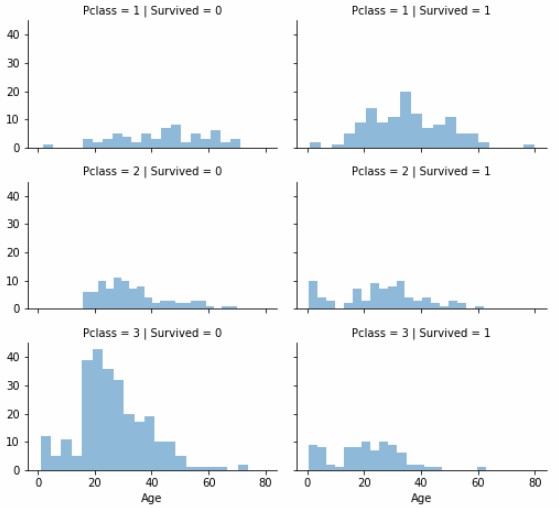 Pclass = 1 | Survived = 0
Pclass = 1 | Survived = 1
40
30
20
10
0
Pclass = 2 | Survived = 0
Pclass = 2 | Survived = 1
40
30
20
10
0
Pclass = 3 | Survived = 0
Pclass = 3 | Survived = 1
40
30
20
10
0
0 20 40 60 80
0 20 40 60 80
Age
Age